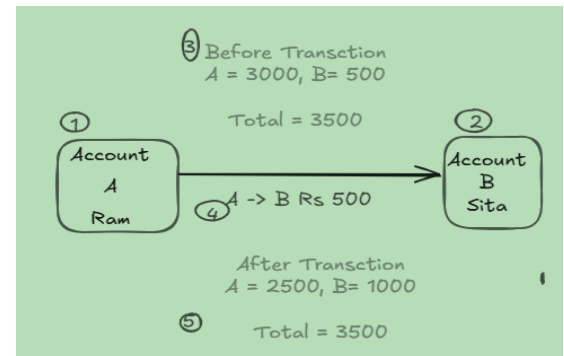 3 Before Transction
A = 3000, B= 500
Total = 3500
1
2
Account
A
Ram
Account
B
Sita
4 A -> B Rs 500
After Transction
A = 2500, B= 1000
5 Total = 3500